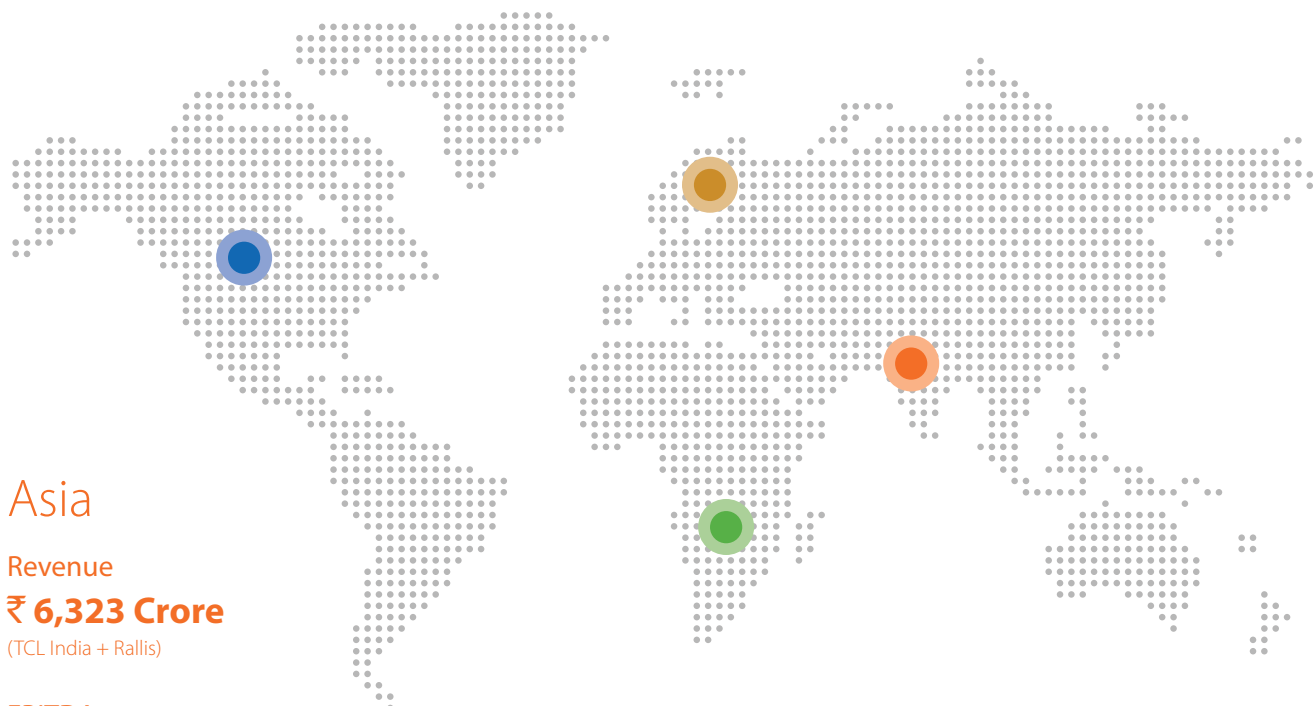 Asia
Revenue
₹ 6,323 Crore
(TCL India + Rallis)